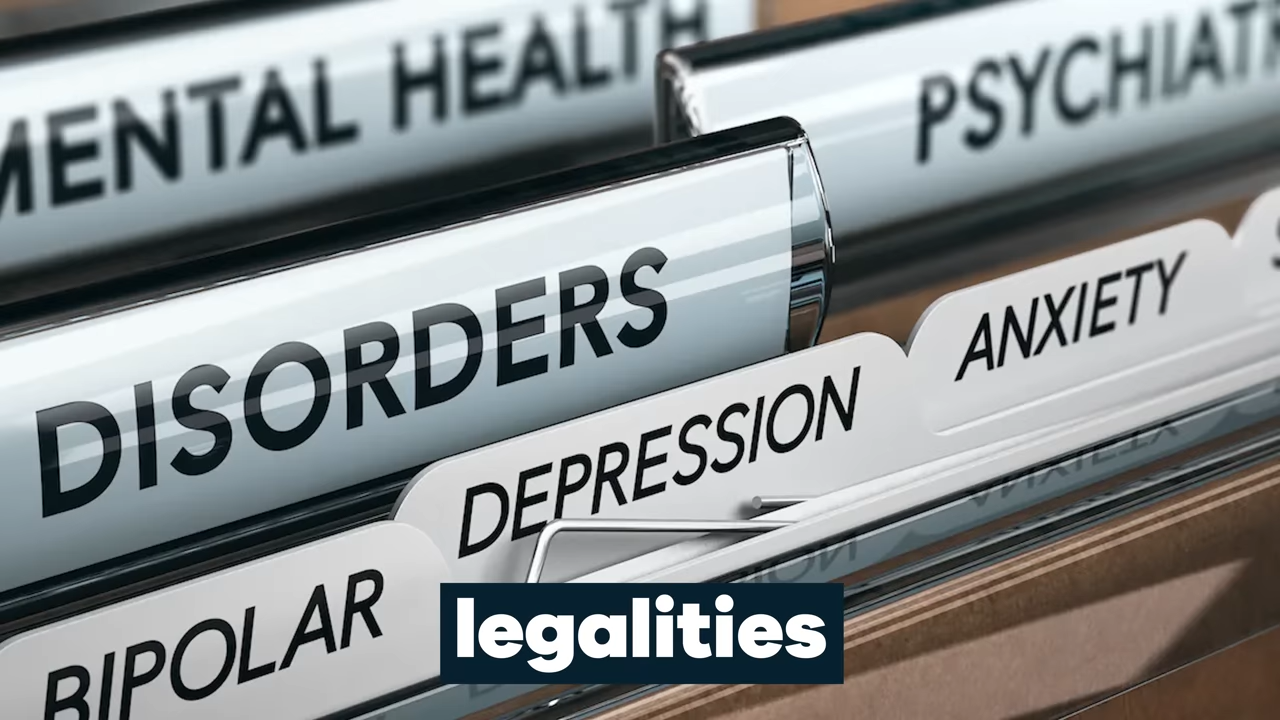 MENTAL HEALTH
PSYCHIAT
DISORDERS
ANXIETY
DEPRESSION
BIPOLAR
legalities